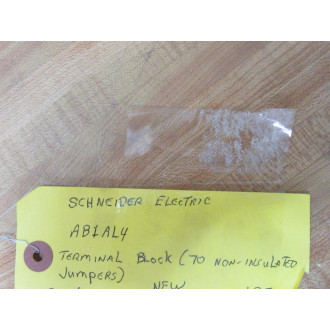 SCHNEIDER ELECTRIC
AB1AL4
TERMINAL BLOCK (70 NON-INSULATED
JUMPERS)
NEW